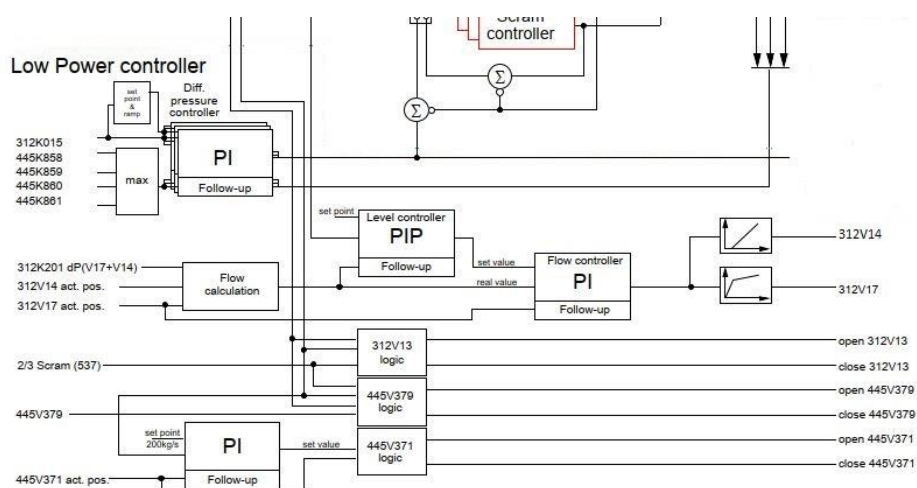 Scram
controller
Low Power controller
Diff.
pressure
controller
set
point
&
ramp
312K015
445K858
445K859
445K860
445K861
max
PI
Follow-up
set point
Level controller
PIP
Follow-up
set value
real value
Flow controller
PI
Follow-up
312V14
312V17
312K201 dP(V17+V14)
312V14 act. pos.
312V17 act. pos.
Flow
calculation
2/3 Scram (537)
312V13
logic
open 312V13
close 312V13
445V379
445V379
logic
open 445V379
close 445V379
set point
200kg/s
PI
Follow-up
set value
445V371
logic
open 445V371
close 445V371
445V371 act. pos.
Σ
Σ